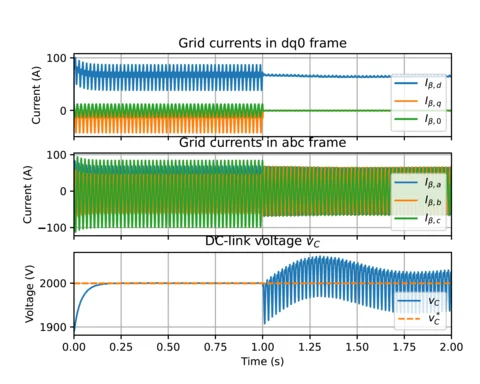 Grid currents in dq0 frame
100
0
Current (A)
I_{β,d}
I_{β,q}
I_{β,0}
Grid currents in abc frame
100
0
−100
Current (A)
I_{β,a}
I_{β,b}
I_{β,c}
DC-link voltage v_C
2000
1900
Voltage (V)
v_C
v_C^*
0.00 0.25 0.50 0.75 1.00 1.25 1.50 1.75 2.00
Time (s)